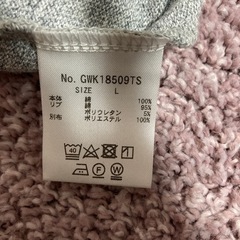 No. GWK18509TS
SIZE L
本体 綿 100%
リブ 綿 95%
ポリウレタン 5%
別布 ポリエステル 100%
40
F W